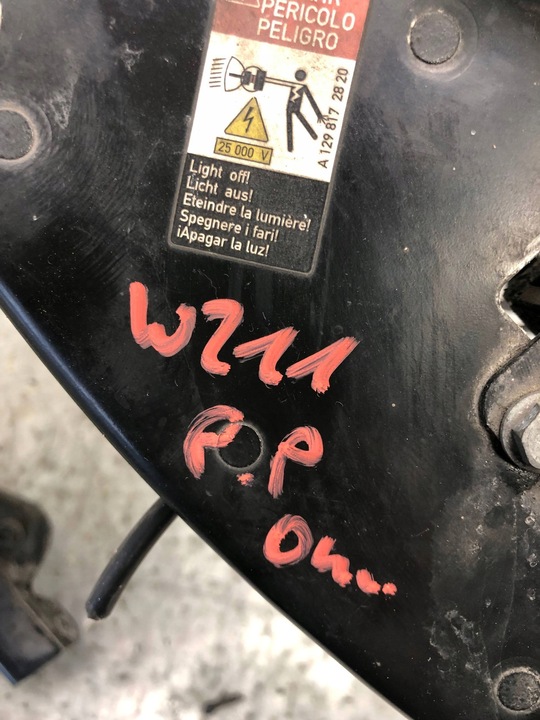 PERICOLO
PELIGRO
25 000 V
A 129 817 28 20
Light off!
Licht aus!
Eteindre la lumière!
Spegnere i fari!
¡Apagar la luz!
W211
P.P